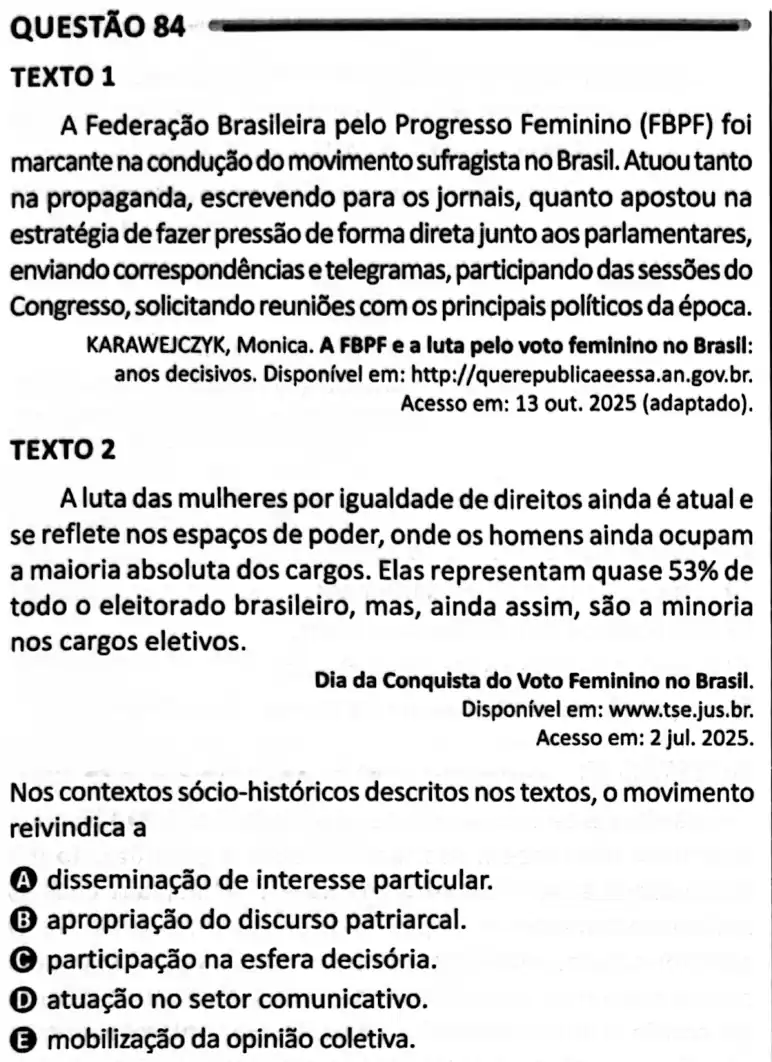 QUESTÃO 84
TEXTO 1
A Federação Brasileira pelo Progresso Feminino (FBPF) foi
marcante na condução do movimento sufragista no Brasil. Atuou tanto
na propaganda, escrevendo para os jornais, quanto apostou na
estratégia de fazer pressão de forma direta junto aos parlamentares,
enviando correspondências e telegramas, participando das sessões do
Congresso, solicitando reuniões com os principais políticos da época.
KARAWEJCZYK, Monica. A FBPF e a luta pelo voto feminino no Brasil:
anos decisivos. Disponível em: http://querepublicaeessa.an.gov.br.
Acesso em: 13 out. 2025 (adaptado).
TEXTO 2
A luta das mulheres por igualdade de direitos ainda é atual e
se reflete nos espaços de poder, onde os homens ainda ocupam
a maioria absoluta dos cargos. Elas representam quase 53% de
todo o eleitorado brasileiro, mas, ainda assim, são a minoria
nos cargos eletivos.
Dia da Conquista do Voto Feminino no Brasil.
Disponível em: www.tse.jus.br.
Acesso em: 2 jul. 2025.
Nos contextos sócio-históricos descritos nos textos, o movimento
reivindica a
A disseminação de interesse particular.
B apropriação do discurso patriarcal.
C participação na esfera decisória.
D atuação no setor comunicativo.
E mobilização da opinião coletiva.